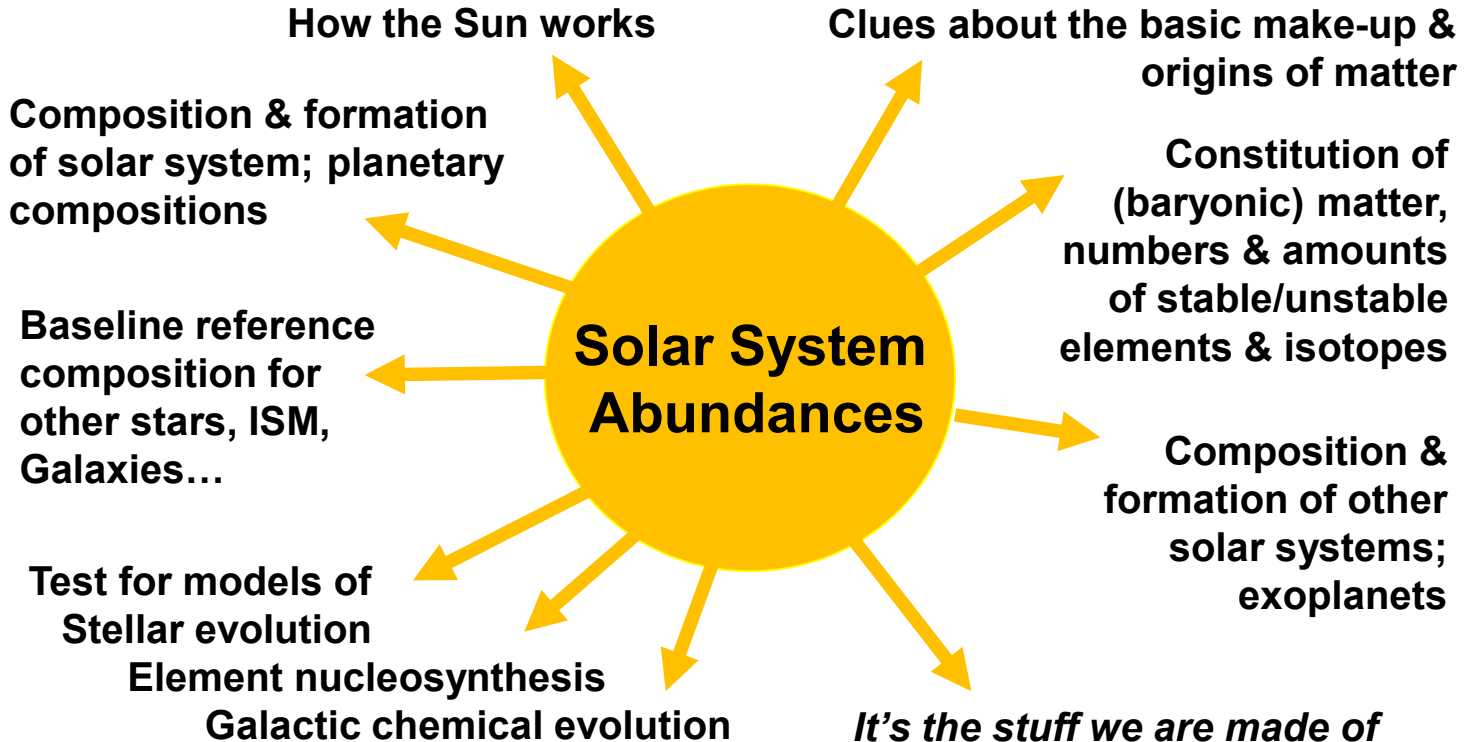 How the Sun works
Clues about the basic make-up &
origins of matter
Composition & formation
of solar system; planetary
compositions
Constitution of
(baryonic) matter,
numbers & amounts
of stable/unstable
elements & isotopes
Baseline reference
composition for
other stars, ISM,
Galaxies…
Solar System
Abundances
Composition &
formation of other
solar systems;
exoplanets
Test for models of
Stellar evolution
Element nucleosynthesis
Galactic chemical evolution
It's the stuff we are made of